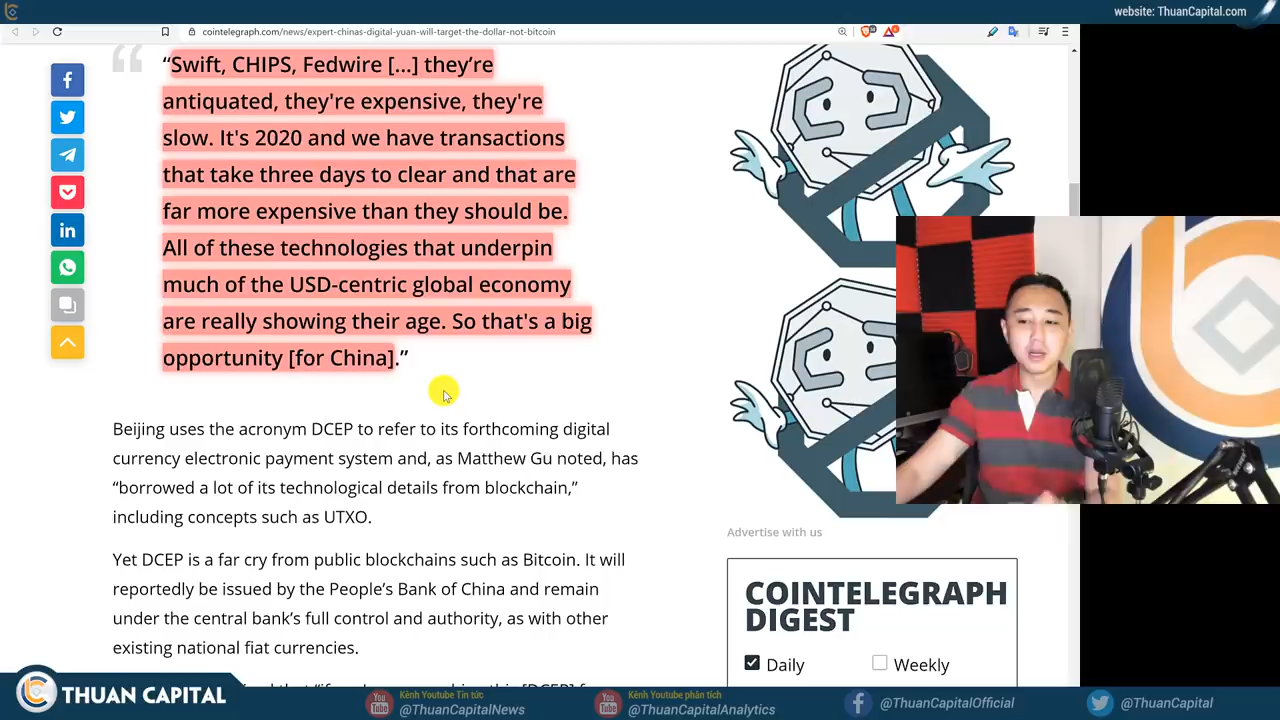 website: ThuanCapital.com
cointelegraph.com/news/expert-chinas-digital-yuan-will-target-the-dollar-not-bitcoin
“Swift, CHIPS, Fedwire [...] they’re
antiquated, they're expensive, they're
slow. It's 2020 and we have transactions
that take three days to clear and that are
far more expensive than they should be.
All of these technologies that underpin
much of the USD-centric global economy
are really showing their age. So that's a big
opportunity [for China].”
Beijing uses the acronym DCEP to refer to its forthcoming digital
currency electronic payment system and, as Matthew Gu noted, has
“borrowed a lot of its technological details from blockchain,”
including concepts such as UTXO.
Yet DCEP is a far cry from public blockchains such as Bitcoin. It will
reportedly be issued by the People’s Bank of China and remain
under the central bank’s full control and authority, as with other
existing national fiat currencies.
Advertise with us
COINTELEGRAPH
DIGEST
Daily
Weekly
THUAN CAPITAL
You Tube
Kênh Youtube Tin tức
@ThuanCapitalNews
You Tube
Kênh Youtube phân tích
@ThuanCapitalAnalytics
@ThuanCapitalOfficial
@ThuanCapital